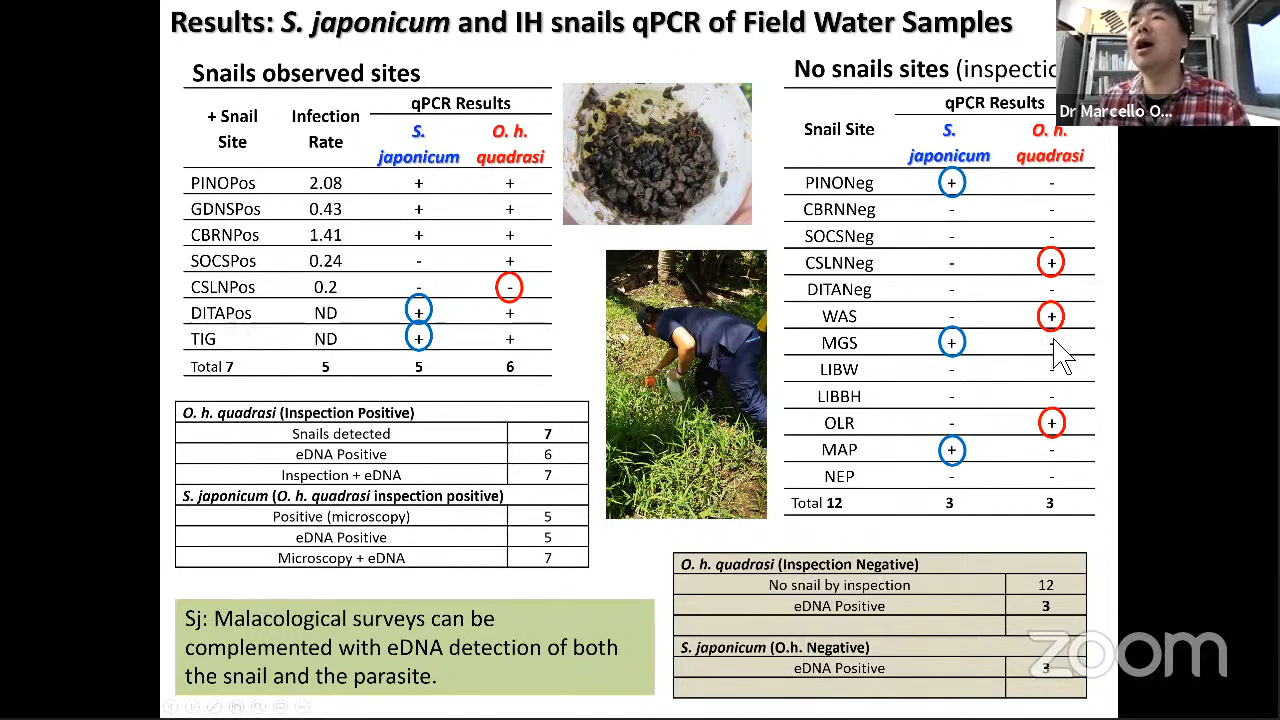 Results: S. japonicum and IH snails qPCR of Field Water Samples
Snails observed sites
+ Snail Site Infection Rate qPCR Results
S. japonicum O. h. quadrasi
PINOPos 2.08 + +
GDNSPos 0.43 + +
CBRNPos 1.41 + +
SOCSPos 0.24 - +
CSLNPos 0.2 - -
DITAPos ND + +
TIG ND + +
Total 7 5 5 6
O. h. quadrasi (Inspection Positive)
Snails detected 7
eDNA Positive 6
Inspection + eDNA 7
S. japonicum (O. h. quadrasi inspection positive)
Positive (microscopy) 5
eDNA Positive 5
Microscopy + eDNA 7
Sj: Malacological surveys can be
complemented with eDNA detection of both
the snail and the parasite.
No snails sites
Dr Marcello O...
Snail Site qPCR Results
S. japonicum O. h. quadrasi
PINONeg + -
CBRNNeg - -
SOCSNeg - -
CSLNNeg - +
DITANeg - -
WAS - +
MGS + -
LIBW - -
LIBBH - -
OLR - +
MAP + -
NEP - -
Total 12 3 3
O. h. quadrasi (Inspection Negative)
No snail by inspection 12
eDNA Positive 3
S. japonicum (O.h. Negative)
eDNA Positive 3
zoom